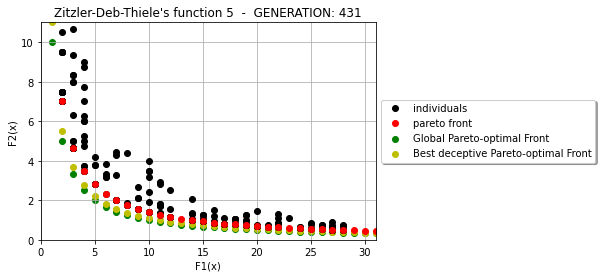 Zitzler-Deb-Thiele's function 5  -  GENERATION: 431
F2(x)
10
8
6
4
2
0
0 5 10 15 20 25 30
F1(x)
individuals
pareto front
Global Pareto-optimal Front
Best deceptive Pareto-optimal Front